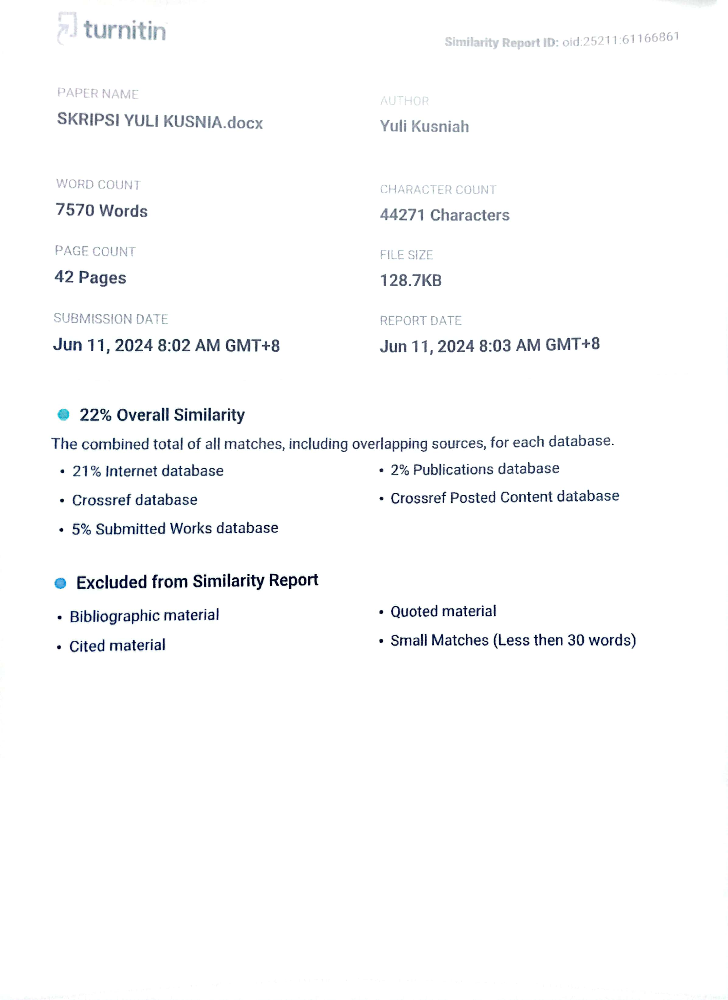 turnitin
Similarity Report ID: oid:25211:61166861
PAPER NAME
AUTHOR
SKRIPSI YULI KUSNIA.docx
Yuli Kusniah
WORD COUNT
CHARACTER COUNT
7570 Words
44271 Characters
PAGE COUNT
FILE SIZE
42 Pages
128.7KB
SUBMISSION DATE
REPORT DATE
Jun 11, 2024 8:02 AM GMT+8
Jun 11, 2024 8:03 AM GMT+8
22% Overall Similarity
The combined total of all matches, including overlapping sources, for each database.
• 21% Internet database
• 2% Publications database
• Crossref database
• Crossref Posted Content database
• 5% Submitted Works database
Excluded from Similarity Report
• Bibliographic material
• Quoted material
• Cited material
• Small Matches (Less then 30 words)